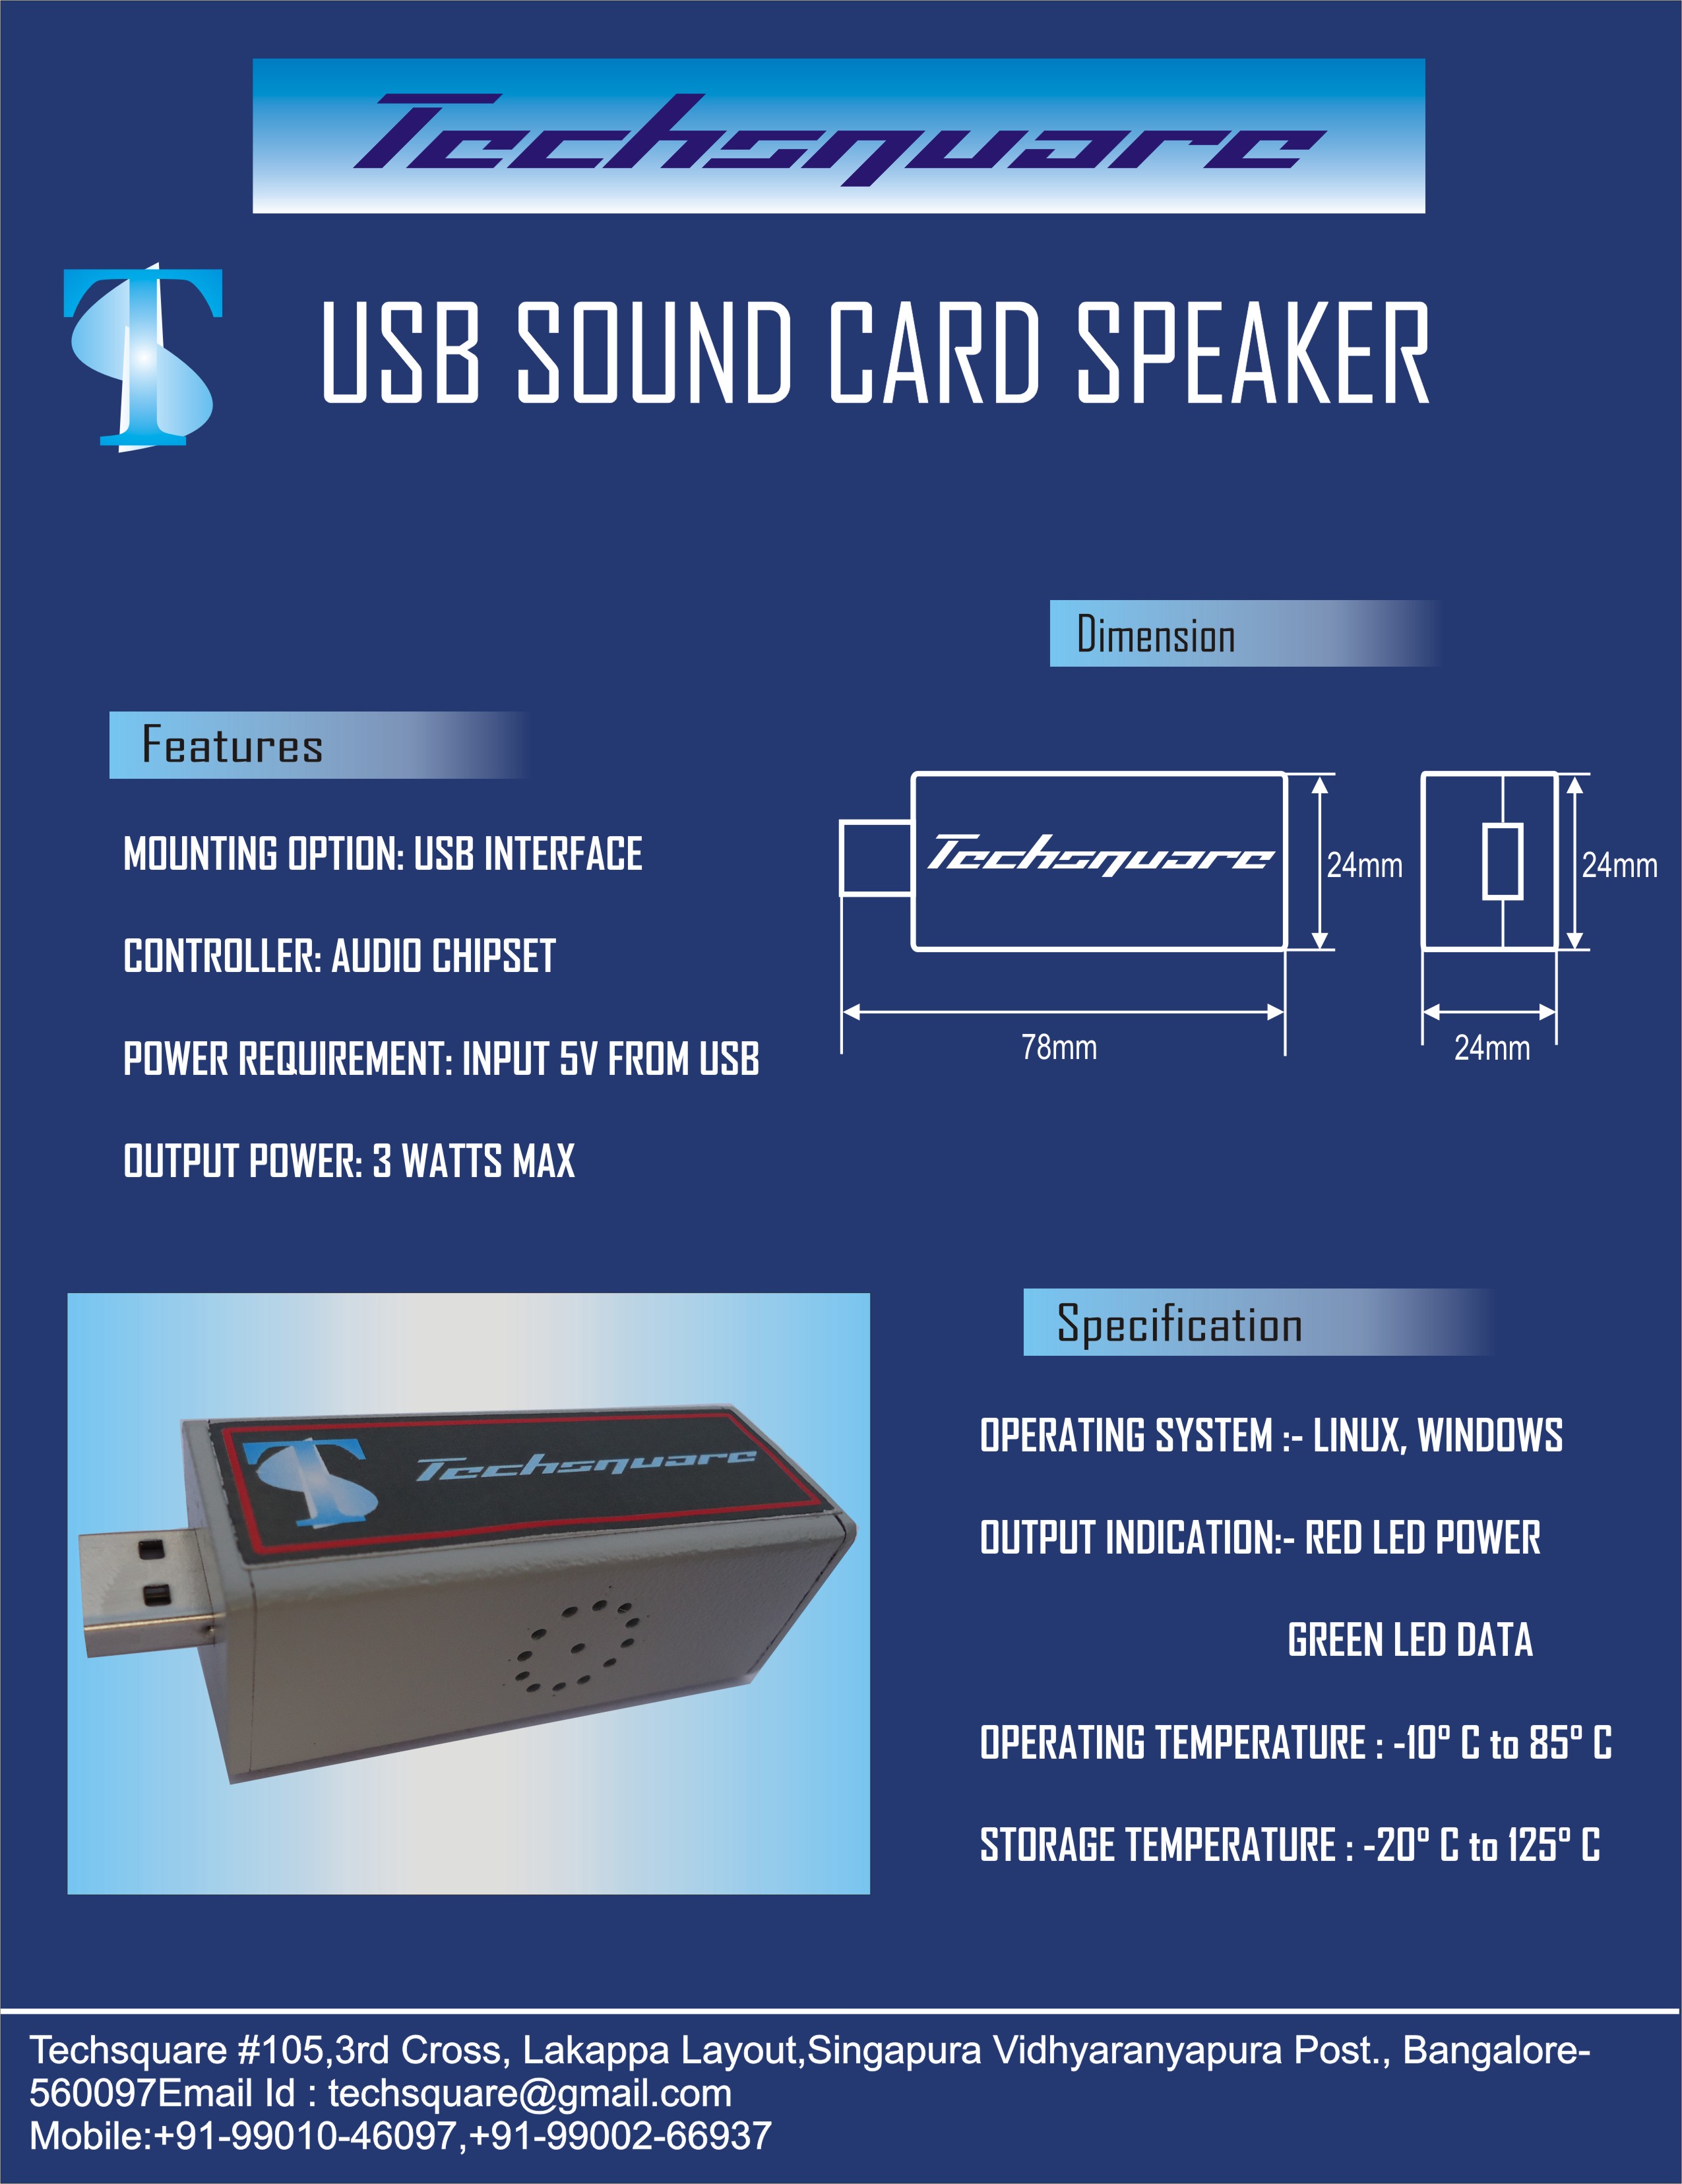 Techsquare
TS
USB SOUND CARD SPEAKER
Dimension
Features
MOUNTING OPTION: USB INTERFACE
CONTROLLER: AUDIO CHIPSET
POWER REQUIREMENT: INPUT 5V FROM USB
OUTPUT POWER: 3 WATTS MAX
Techsquare
24mm
24mm
78mm
24mm
TS Techsquare
Specification
OPERATING SYSTEM :- LINUX, WINDOWS
OUTPUT INDICATION:- RED LED POWER
GREEN LED DATA
OPERATING TEMPERATURE : -10° C to 85° C
STORAGE TEMPERATURE : -20° C to 125° C
Techsquare #105,3rd Cross, Lakappa Layout,Singapura Vidhyaranyapura Post., Bangalore-
560097Email Id : techsquare@gmail.com
Mobile:+91-99010-46097,+91-99002-66937